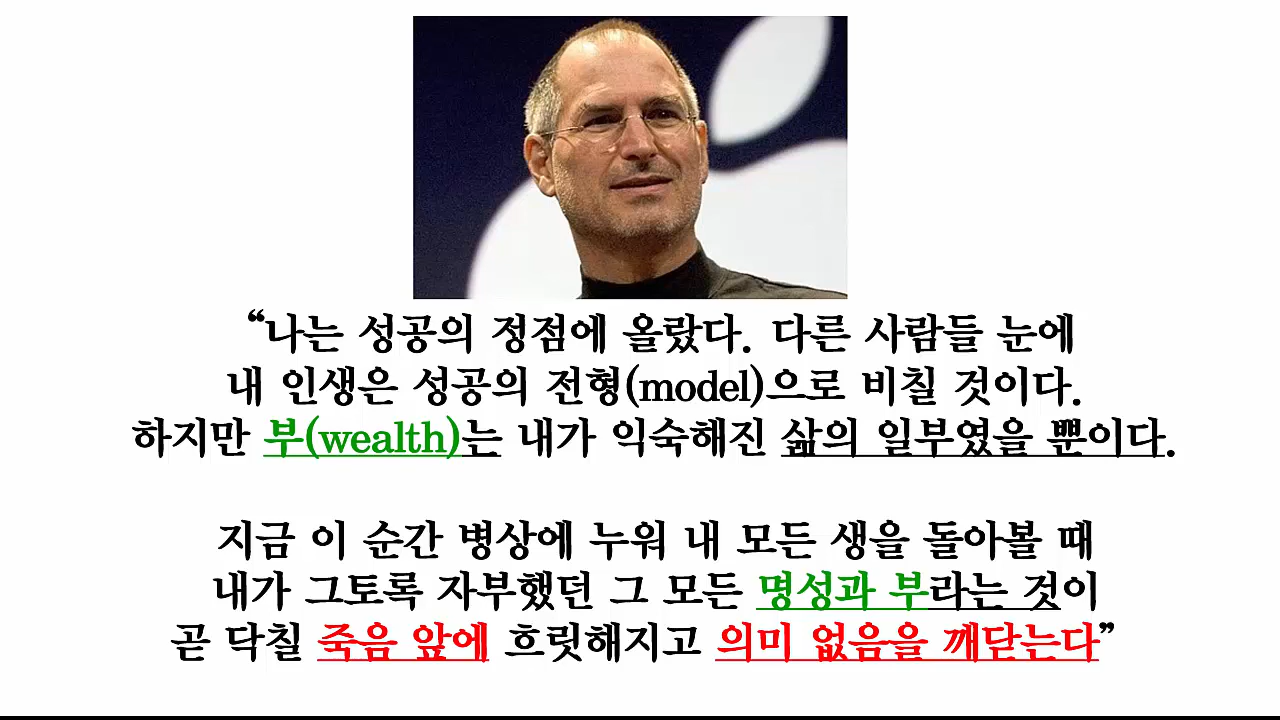 “나는 성공의 정점에 올랐다. 다른 사람들 눈에
내 인생은 성공의 전형(model)으로 비칠 것이다.
하지만 부(wealth)는 내가 익숙해진 삶의 일부였을 뿐이다.
지금 이 순간 병상에 누워 내 모든 생을 돌아볼 때
내가 그토록 자부했던 그 모든 명성과 부라는 것이
곧 닥칠 죽음 앞에 흐릿해지고 의미 없음을 깨닫는다”